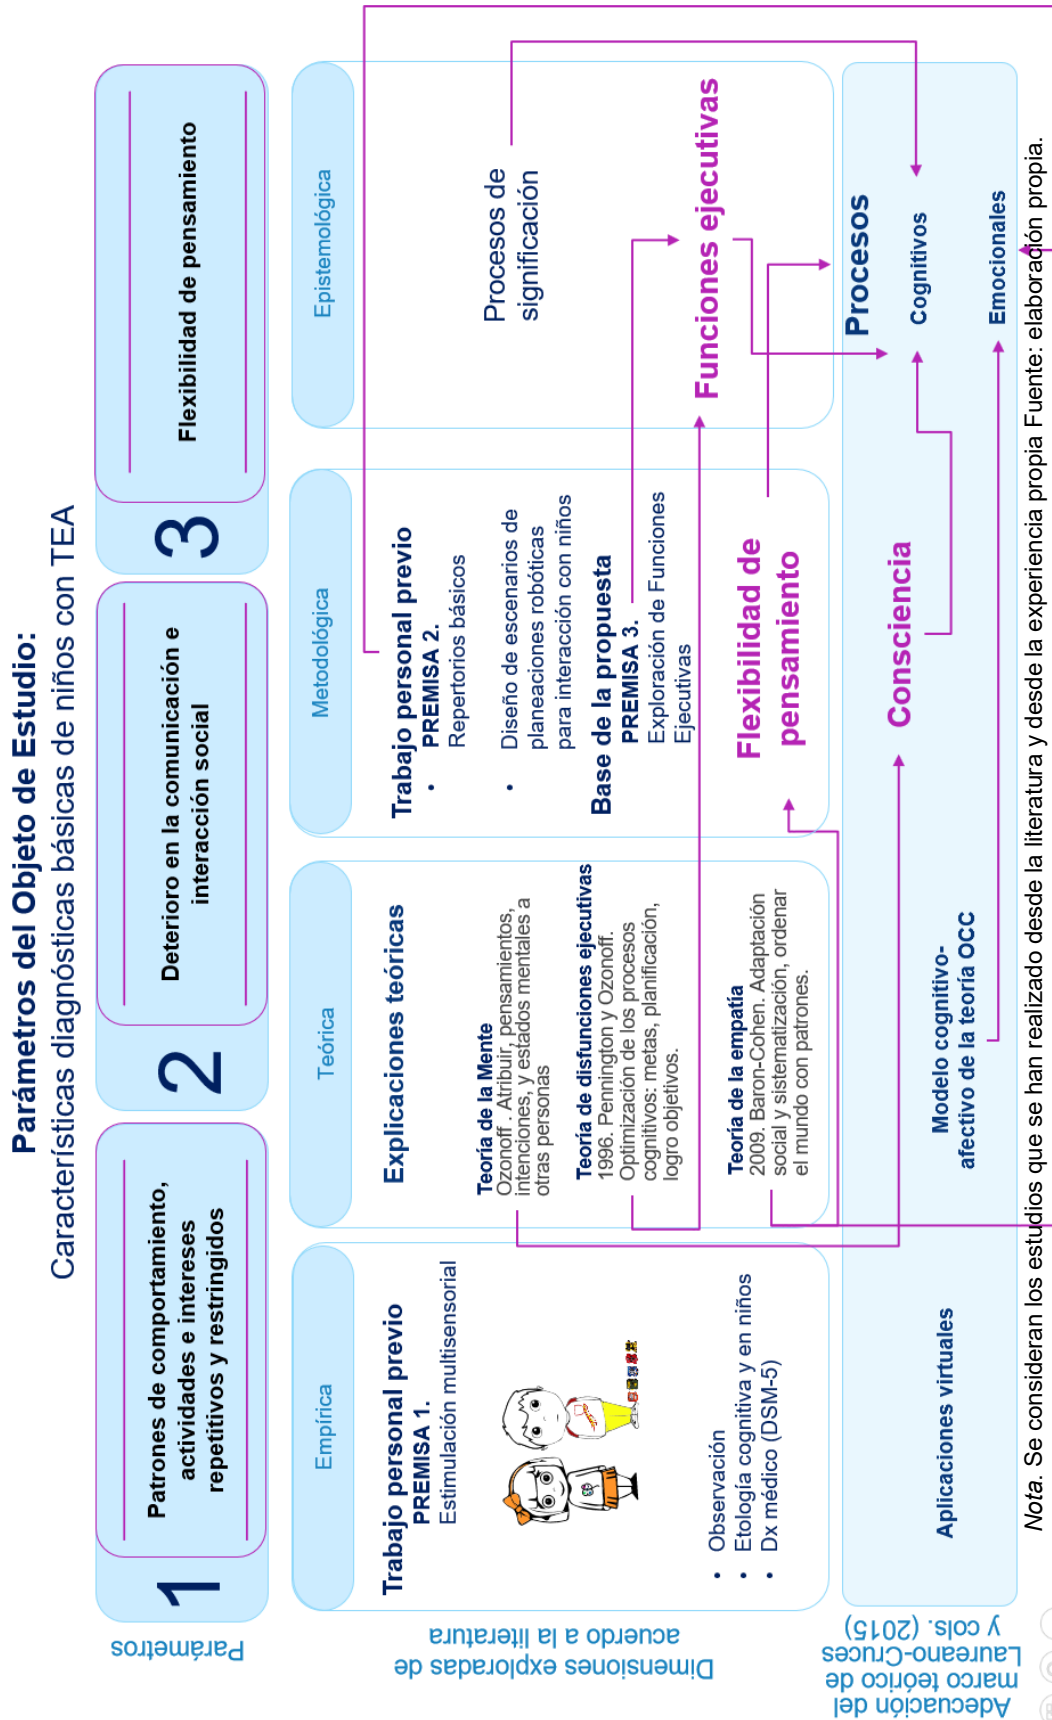 Parámetros del Objeto de Estudio:
Características diagnósticas básicas de niños con TEA
Parámetros
1
Patrones de comportamiento,
actividades e intereses
repetitivos y restringidos
2
Deterioro en la comunicación e
interacción social
3
Flexibilidad de pensamiento
Dimensiones exploradas de
acuerdo a la literatura
Empírica
Trabajo personal previo
PREMISA 1.
Estimulación multisensorial
• Observación
• Etología cognitiva y en niños
• Dx médico (DSM-5)
Teórica
Explicaciones teóricas
Teoría de la Mente
Ozonoff . Atribuir, pensamientos,
intenciones, y estados mentales a
otras personas
Teoría de disfunciones ejecutivas
1996. Pennington y Ozonoff.
Optimización de los procesos
cognitivos: metas, planificación,
logro objetivos.
Teoría de la empatía
2009. Baron-Cohen. Adaptación
social y sistematización, ordenar
el mundo con patrones.
Metodológica
Trabajo personal previo
• PREMISA 2.
Repertorios básicos
• Diseño de escenarios de
planeaciones robóticas
para interacción con niños
Base de la propuesta
PREMISA 3.
Exploración de Funciones
Ejecutivas
Flexibilidad de
pensamiento
Epistemológica
Procesos de
significación
Funciones ejecutivas
Adecuación del
marco teórico de
Laureano-Cruces
y cols. (2015)
Aplicaciones virtuales
Modelo cognitivo-
afectivo de la teoría OCC
Consciencia
Procesos
Cognitivos
Emocionales
Nota. Se consideran los estudios que se han realizado desde la literatura y desde la experiencia propia Fuente: elaboración propia.